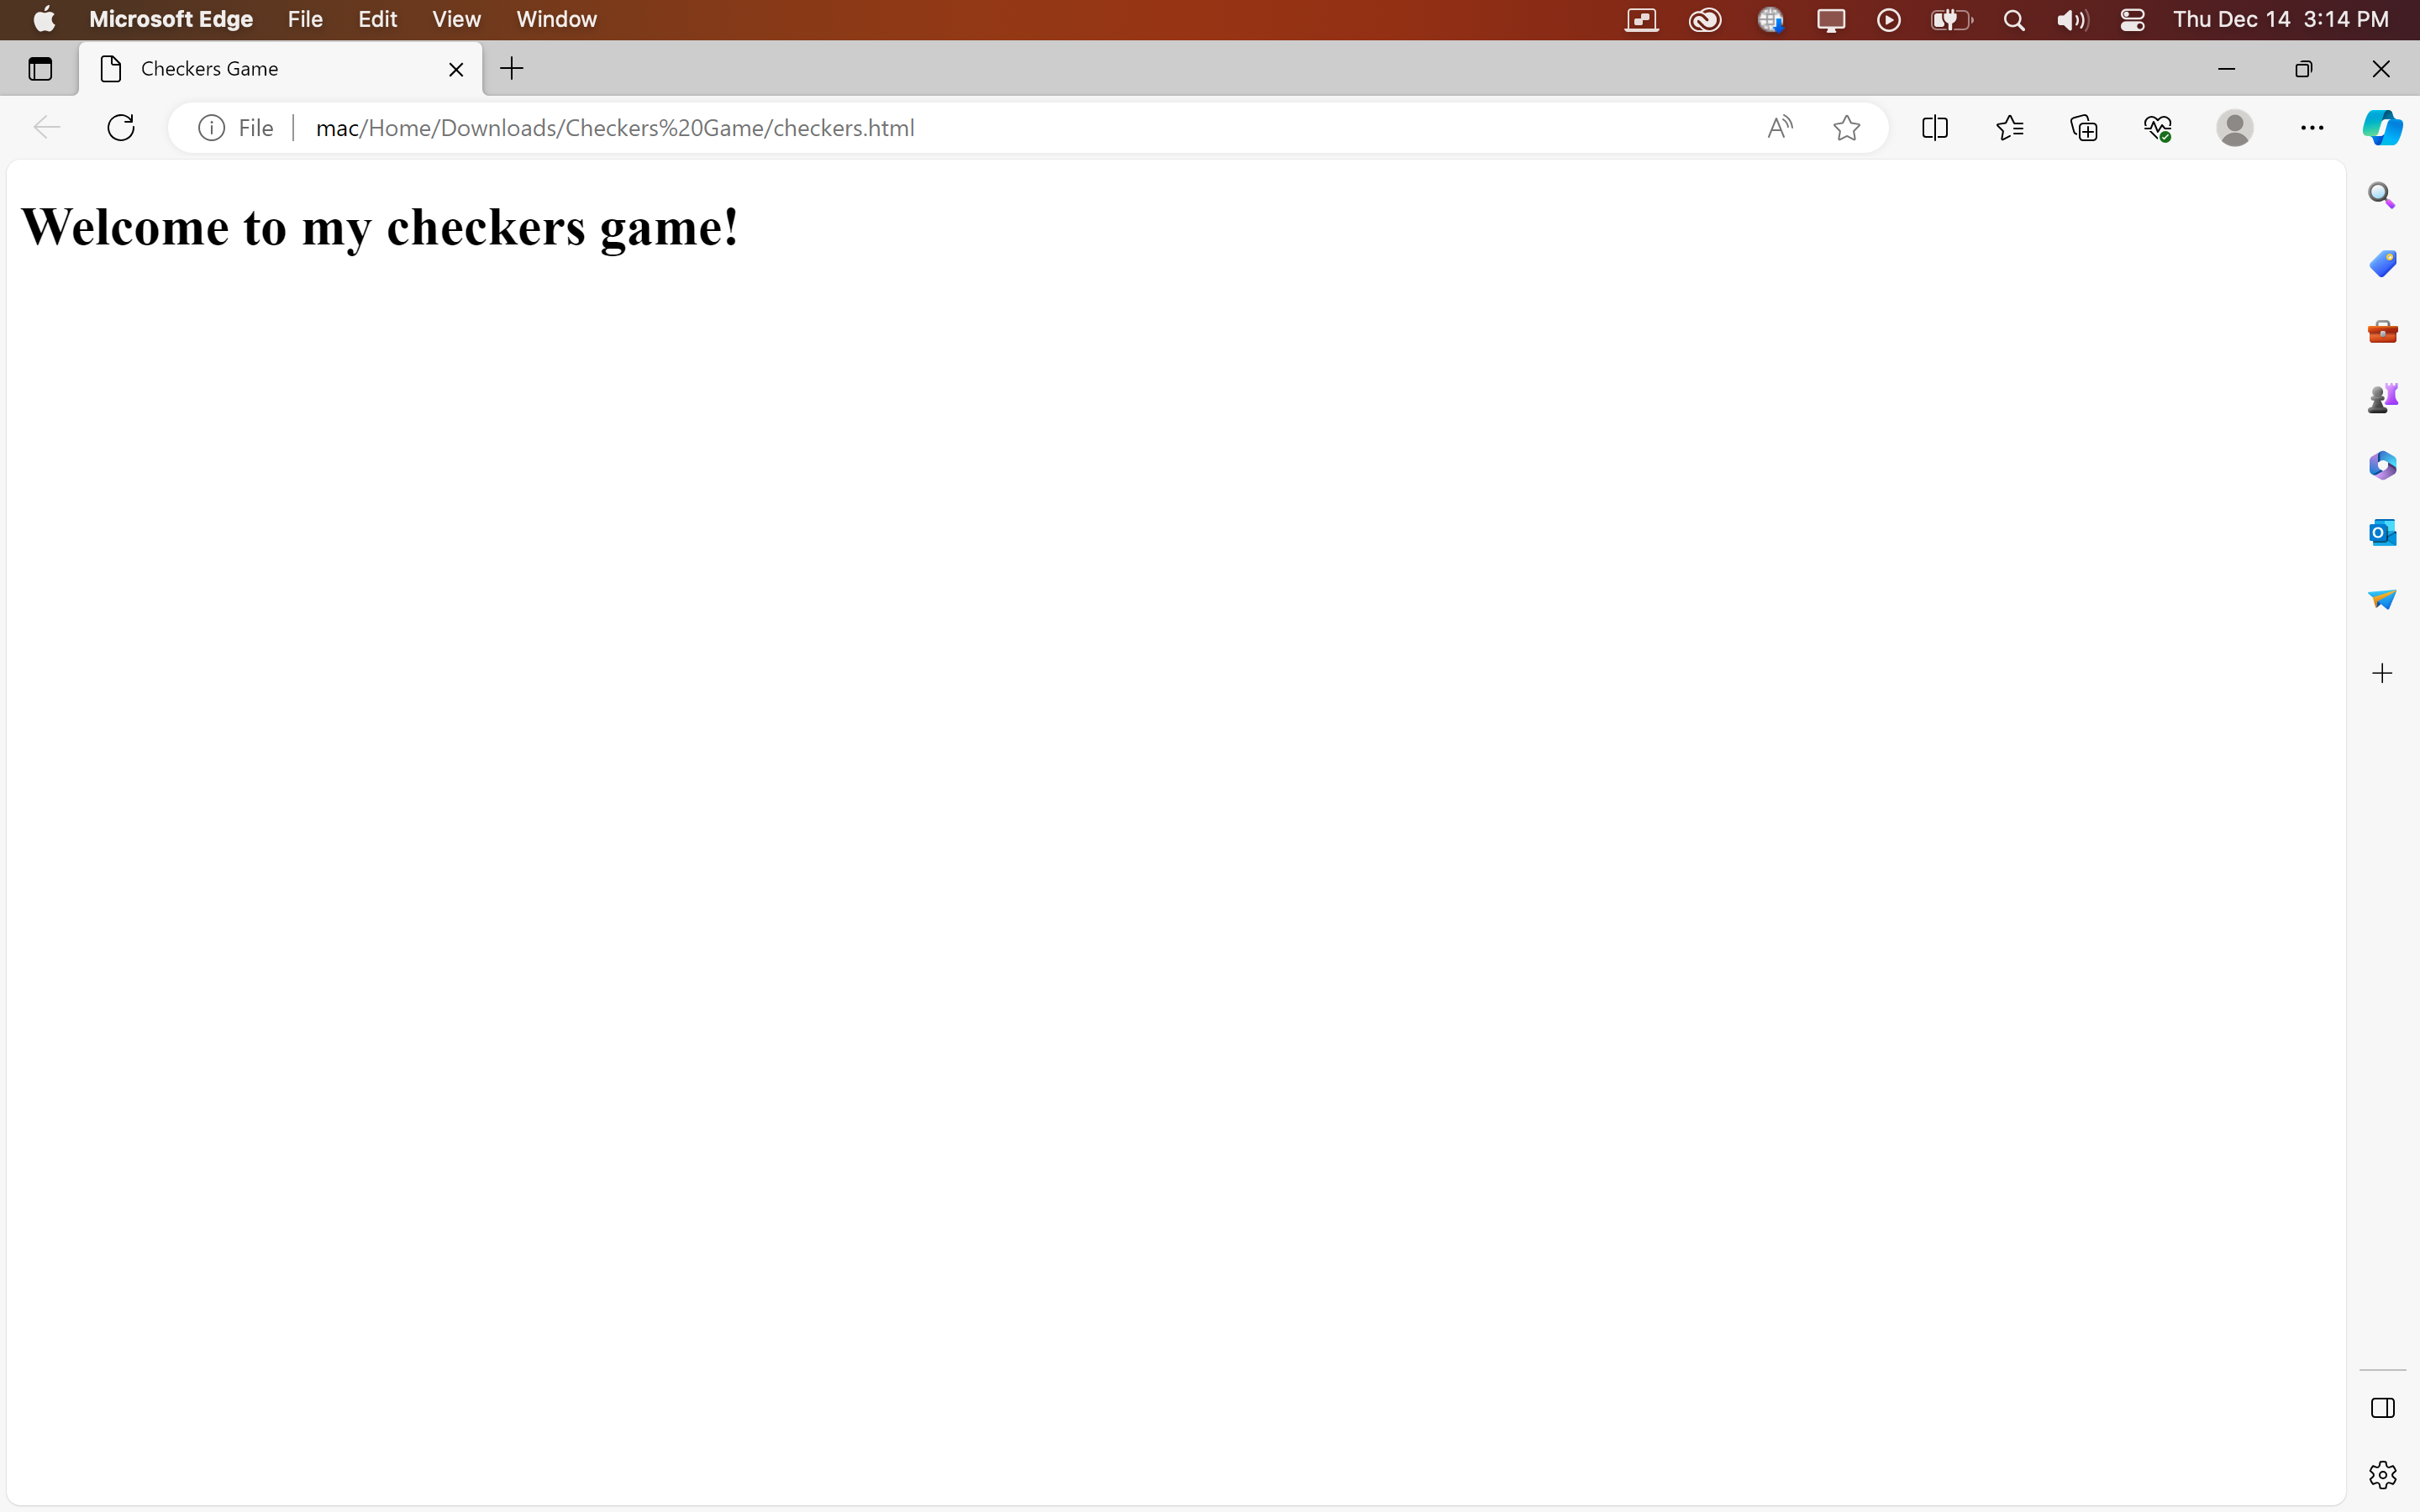 Microsoft Edge File Edit View Window Thu Dec 14 3:14 PM
Checkers Game
File mac/Home/Downloads/Checkers%20Game/checkers.html
Welcome to my checkers game!